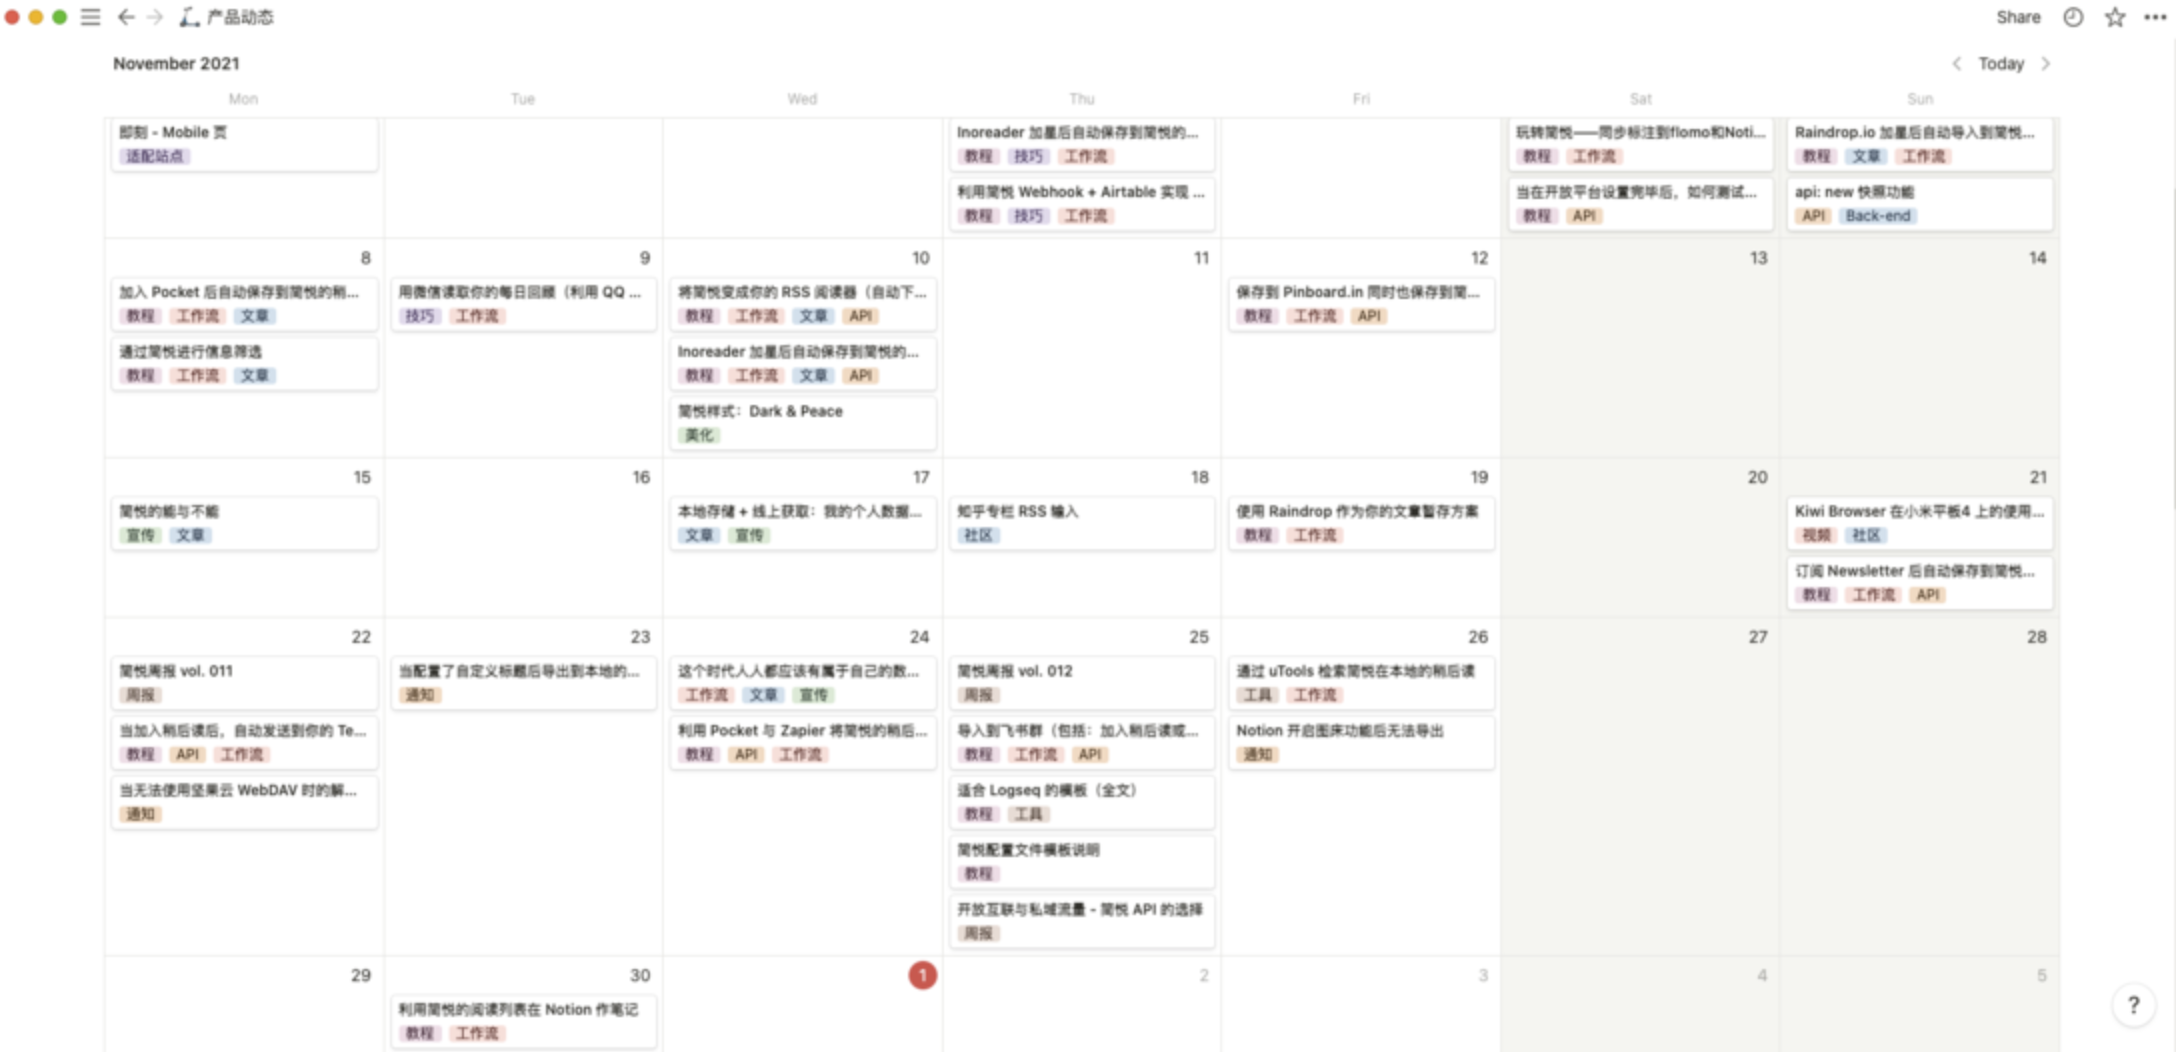 产品动态
Share
November 2021
Today
Mon Tue Wed Thu Fri Sat Sun
即刻 - Mobile 页
适配站点
Inoreader 加星后自动保存到简悦的...
教程 技巧 工作流
利用简悦 Webhook + Airtable 实现 ...
教程 技巧 工作流
玩转简悦——同步标注到flomo和Noti...
教程 工作流
当在开放平台设置完毕后，如何测试...
教程 API
Raindrop.io 加星后自动导入到简悦...
教程 文章 工作流
api: new 快照功能
API Back-end
8
加入 Pocket 后自动保存到简悦的稍...
教程 工作流 文章
通过简悦进行信息筛选
教程 工作流 文章
9
用微信读取你的每日回顾（利用 QQ ...
技巧 工作流
10
将简悦变成你的 RSS 阅读器（自动下...
教程 工作流 文章 API
Inoreader 加星后自动保存到简悦的...
教程 工作流 文章 API
简悦样式：Dark & Peace
美化
11
12
保存到 Pinboard.in 同时也保存到简...
教程 工作流 API
13
14
15
简悦的能与不能
宣传 文章
16
17
本地存储 + 线上获取：我的个人数据...
文章 宣传
18
知乎专栏 RSS 输入
社区
19
使用 Raindrop 作为你的文章暂存方案
教程 工作流
20
21
Kiwi Browser 在小米平板4 上的使用...
视频 社区
订阅 Newsletter 后自动保存到简悦...
教程 工作流 API
22
简悦周报 vol. 011
周报
当加入稍后读后，自动发送到你的 Te...
教程 API 工作流
当无法使用坚果云 WebDAV 时的解...
通知
23
当配置了自定义标题后导出到本地的...
通知
24
这个时代人人都应该有属于自己的数...
工作流 文章 宣传
利用 Pocket 与 Zapier 将简悦的稍后...
教程 API 工作流
25
简悦周报 vol. 012
周报
导入到飞书群（包括：加入稍后读或...
教程 工作流 API
适合 Logseq 的模板（全文）
教程 工具
简悦配置文件模板说明
教程
开放互联与私域流量 - 简悦 API 的选择
周报
26
通过 uTools 检索简悦在本地的稍后读
工具 工作流
Notion 开启图床功能后无法导出
通知
27
28
29
30
利用简悦的阅读列表在 Notion 作笔记
教程 工作流
1
2
3
4
5
?